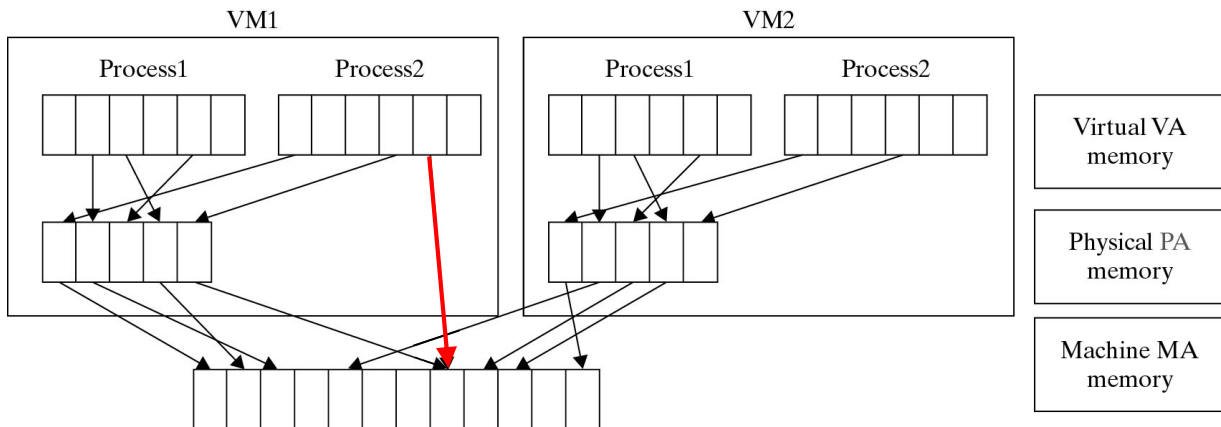 VM1
VM2
Process1
Process2
Process1
Process2
Virtual VA
memory
Physical PA
memory
Machine MA
memory